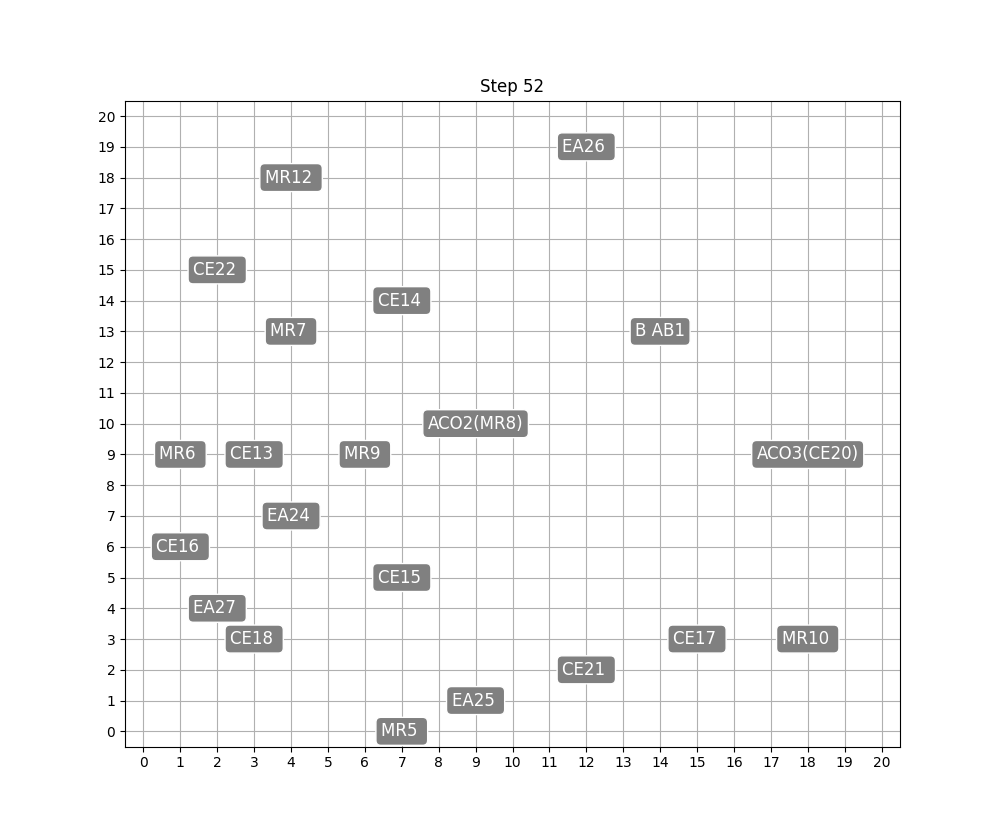 Step 52
20
19
18
17
16
15
14
13
12
11
10
9
8
7
6
5
4
3
2
1
0
EA26
MR12
CE22
CE14
MR7
B AB1
ACO2(MR8)
MR6
CE13
MR9
ACO3(CE20)
EA24
CE16
CE15
EA27
CE18
CE17
MR10
CE21
EA25
MR5
0 1 2 3 4 5 6 7 8 9 10 11 12 13 14 15 16 17 18 19 20